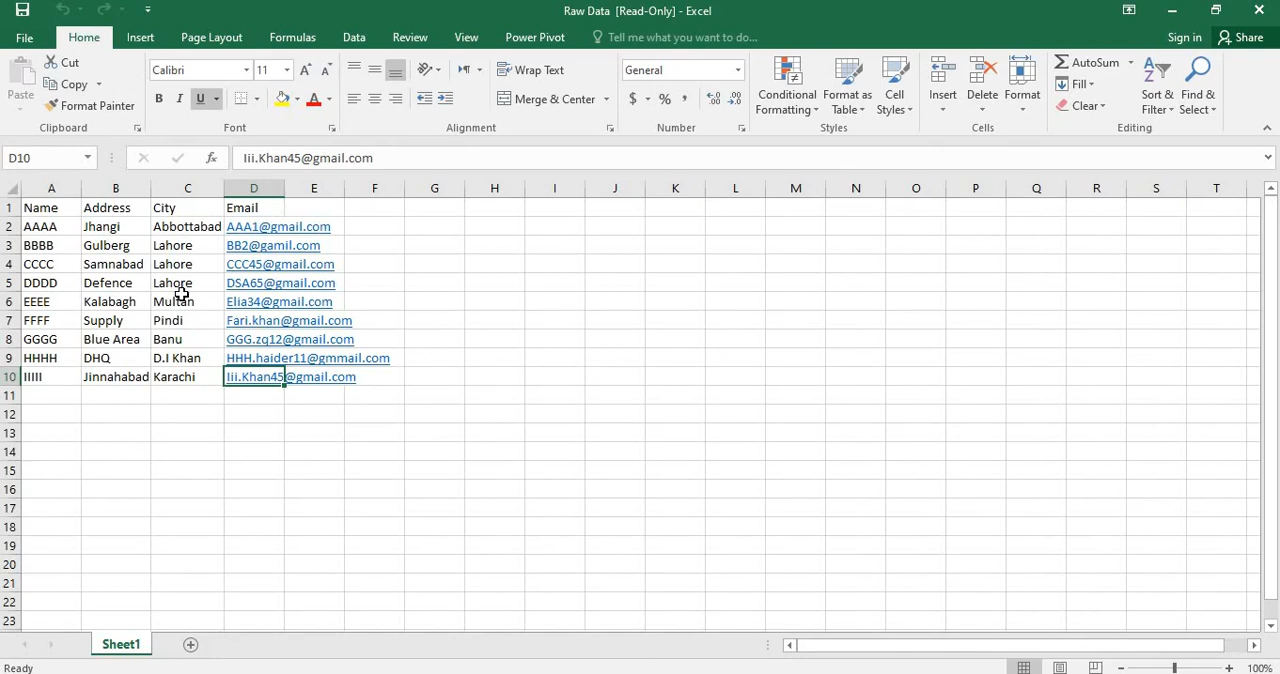 Raw Data [Read-Only] - Excel
File Home Insert Page Layout Formulas Data Review View Power Pivot Tell me what you want to do... Sign in Share
Paste Cut Copy Format Painter
Calibri 11 B I U
Wrap Text Merge & Center
General $ % ,
Conditional Formatting Format as Table Cell Styles
Insert Delete Format
AutoSum Fill Clear Sort & Filter Find & Select
Clipboard Font Alignment Number Styles Cells Editing
D10 fx Iii.Khan45@gmail.com
A B C D E F G H I J K L M N O P Q R S T
1 Name Address City Email
2 AAAA Jhangi Abbottabad AAA1@gmail.com
3 BBBB Gulberg Lahore BB2@gamil.com
4 CCCC Samnabad Lahore CCC45@gmail.com
5 DDDD Defence Lahore DSA65@gmail.com
6 EEEE Kalabagh Multan Elia34@gmail.com
7 FFFF Supply Pindi Fari.khan@gmail.com
8 GGGG Blue Area Banu GGG.zq12@gmail.com
9 HHHH DHQ D.I Khan HHH.haider11@gmmail.com
10 IIIII Jinnahabad Karachi Iii.Khan45@gmail.com
11
12
13
14
15
16
17
18
19
20
21
22
23
Sheet1
Ready 100%